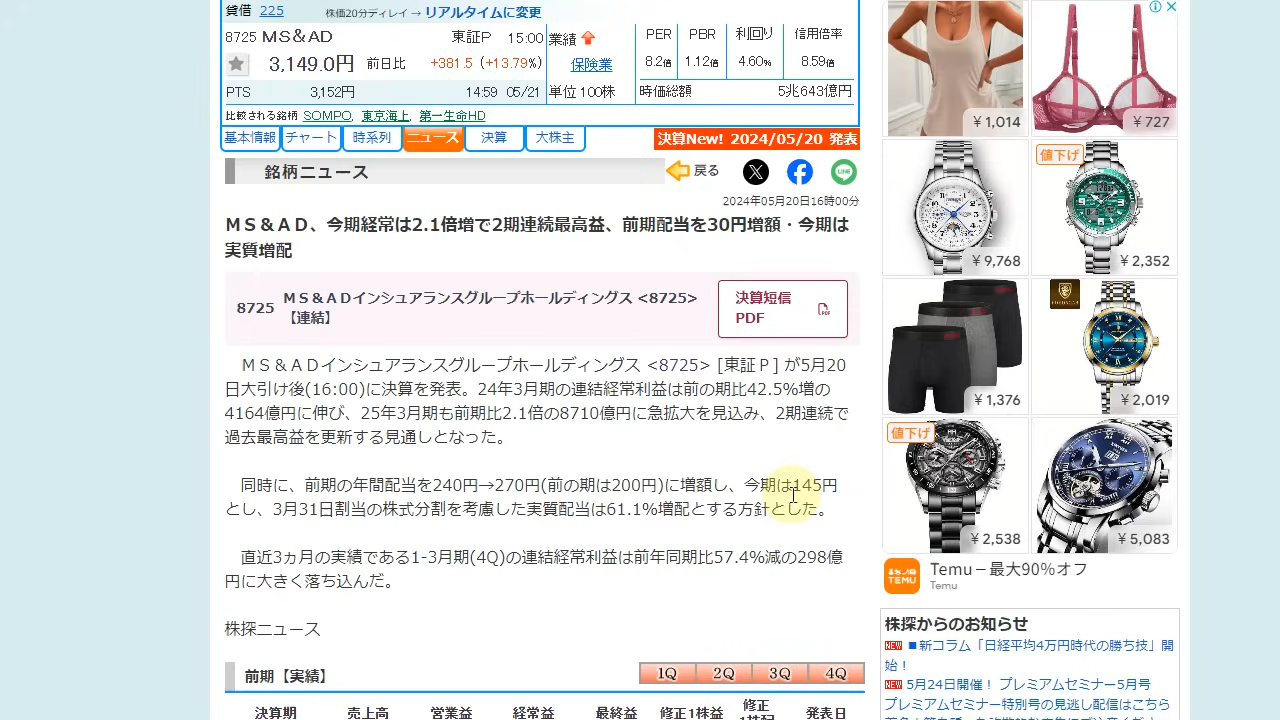 貸借 225 株価20分ディレイ → リアルタイムに変更
8725 MS&AD 東証P 15:00 業績 PER PBR 利回り 信用倍率
3,149.0円 前日比 +381.5 (+13.79%) 保険業 8.2倍 1.12倍 4.60% 8.59倍
PTS 3,152円 14:59 05/21 単位 100株 時価総額 5兆643億円
比較される銘柄 SOMPO, 東京海上, 第一生命HD
基本情報 チャート 時系列 ニュース 決算 大株主 決算New! 2024/05/20 発表
銘柄ニュース 戻る
2024年05月20日16時00分
ＭＳ＆ＡＤ、今期経常は2.1倍増で2期連続最高益、前期配当を30円増額・今期は
実質増配
8725 ＭＳ＆ＡＤインシュアランスグループホールディングス <8725>
【連結】
決算短信
PDF
ＭＳ＆ＡＤインシュアランスグループホールディングス <8725> [東証Ｐ] が5月20
日大引け後(16:00)に決算を発表。24年3月期の連結経常利益は前の期比42.5%増の
4164億円に伸び、25年3月期も前期比2.1倍の8710億円に急拡大を見込み、2期連続で
過去最高益を更新する見通しとなった。
同時に、前期の年間配当を240円→270円(前の期は200円)に増額し、今期は145円
とし、3月31日割当の株式分割を考慮した実質配当は61.1%増配とする方針とした。
直近3ヵ月の実績である1-3月期(4Q)の連結経常利益は前年同期比57.4%減の298億
円に大きく落ち込んだ。
株探ニュース
前期【実績】 1Q 2Q 3Q 4Q
決算期 売上高 営業益 経常益 最終益 修正1株益 修正 発表日
￥1,014 ￥727
値下げ
￥9,768 ￥2,352
￥1,376 ￥2,019
値下げ
￥2,538 ￥5,083
TEMU
Temu－最大90%オフ
Temu
株探からのお知らせ
NEW ■新コラム「日経平均4万円時代の勝ち技」開
始！
NEW 5月24日開催！ プレミアムセミナー5月号
プレミアムセミナー特別号の見逃し配信はこちら